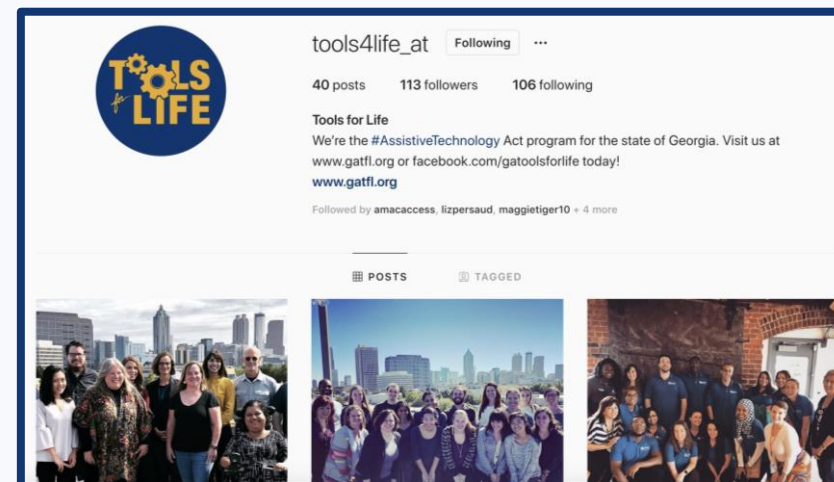 TOOLS
for
LIFE
tools4life_at Following ...
40 posts 113 followers 106 following
Tools for Life
We're the #AssistiveTechnology Act program for the state of Georgia. Visit us at
www.gatfl.org or facebook.com/gatoolsforlife today!
www.gatfl.org
Followed by amacaccess, lizpersaud, maggietiger10 + 4 more
POSTS TAGGED